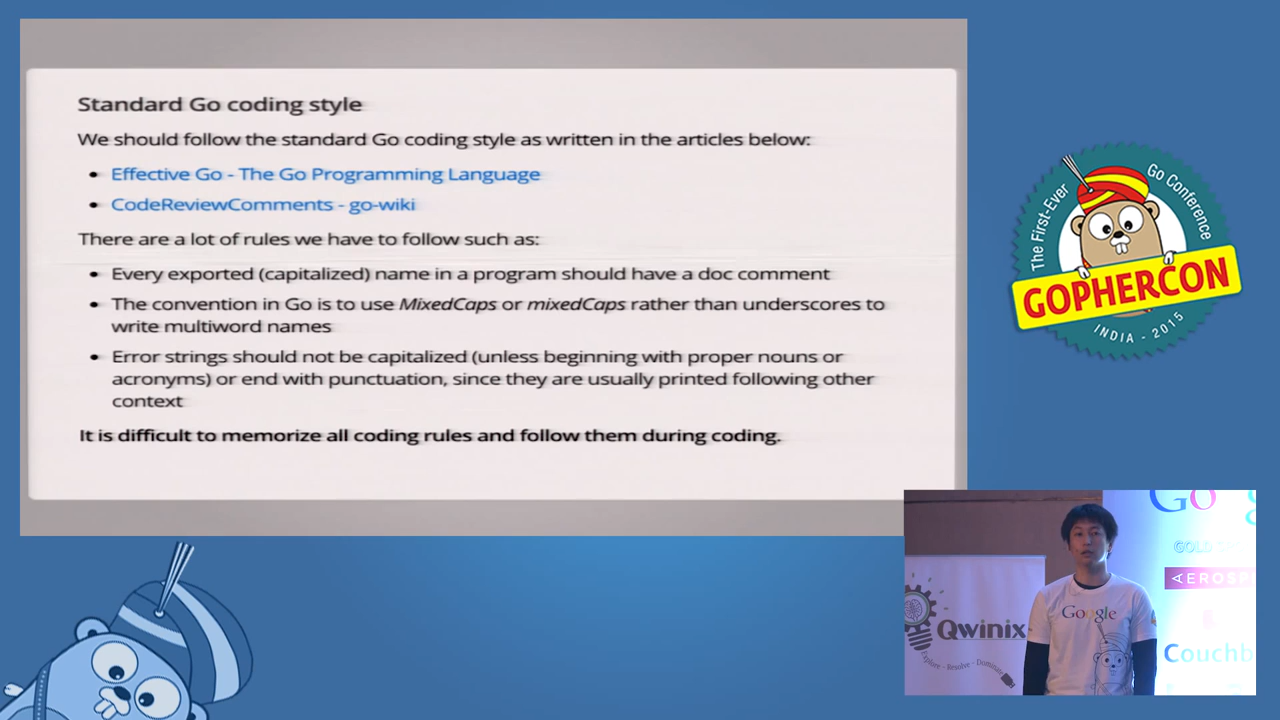 Standard Go coding style
We should follow the standard Go coding style as written in the articles below:
• Effective Go - The Go Programming Language
• CodeReviewComments - go-wiki
There are a lot of rules we have to follow such as:
• Every exported (capitalized) name in a program should have a doc comment
• The convention in Go is to use MixedCaps or mixedCaps rather than underscores to
write multiword names
• Error strings should not be capitalized (unless beginning with proper nouns or
acronyms) or end with punctuation, since they are usually printed following other
context
It is difficult to memorize all coding rules and follow them during coding.
The First-Ever
Go Conference
GOPHERCON
INDIA - 2015
Go
GOLD
AEROSP
Qwinix
Explore - Resolve - Dominate
Google
Couchb